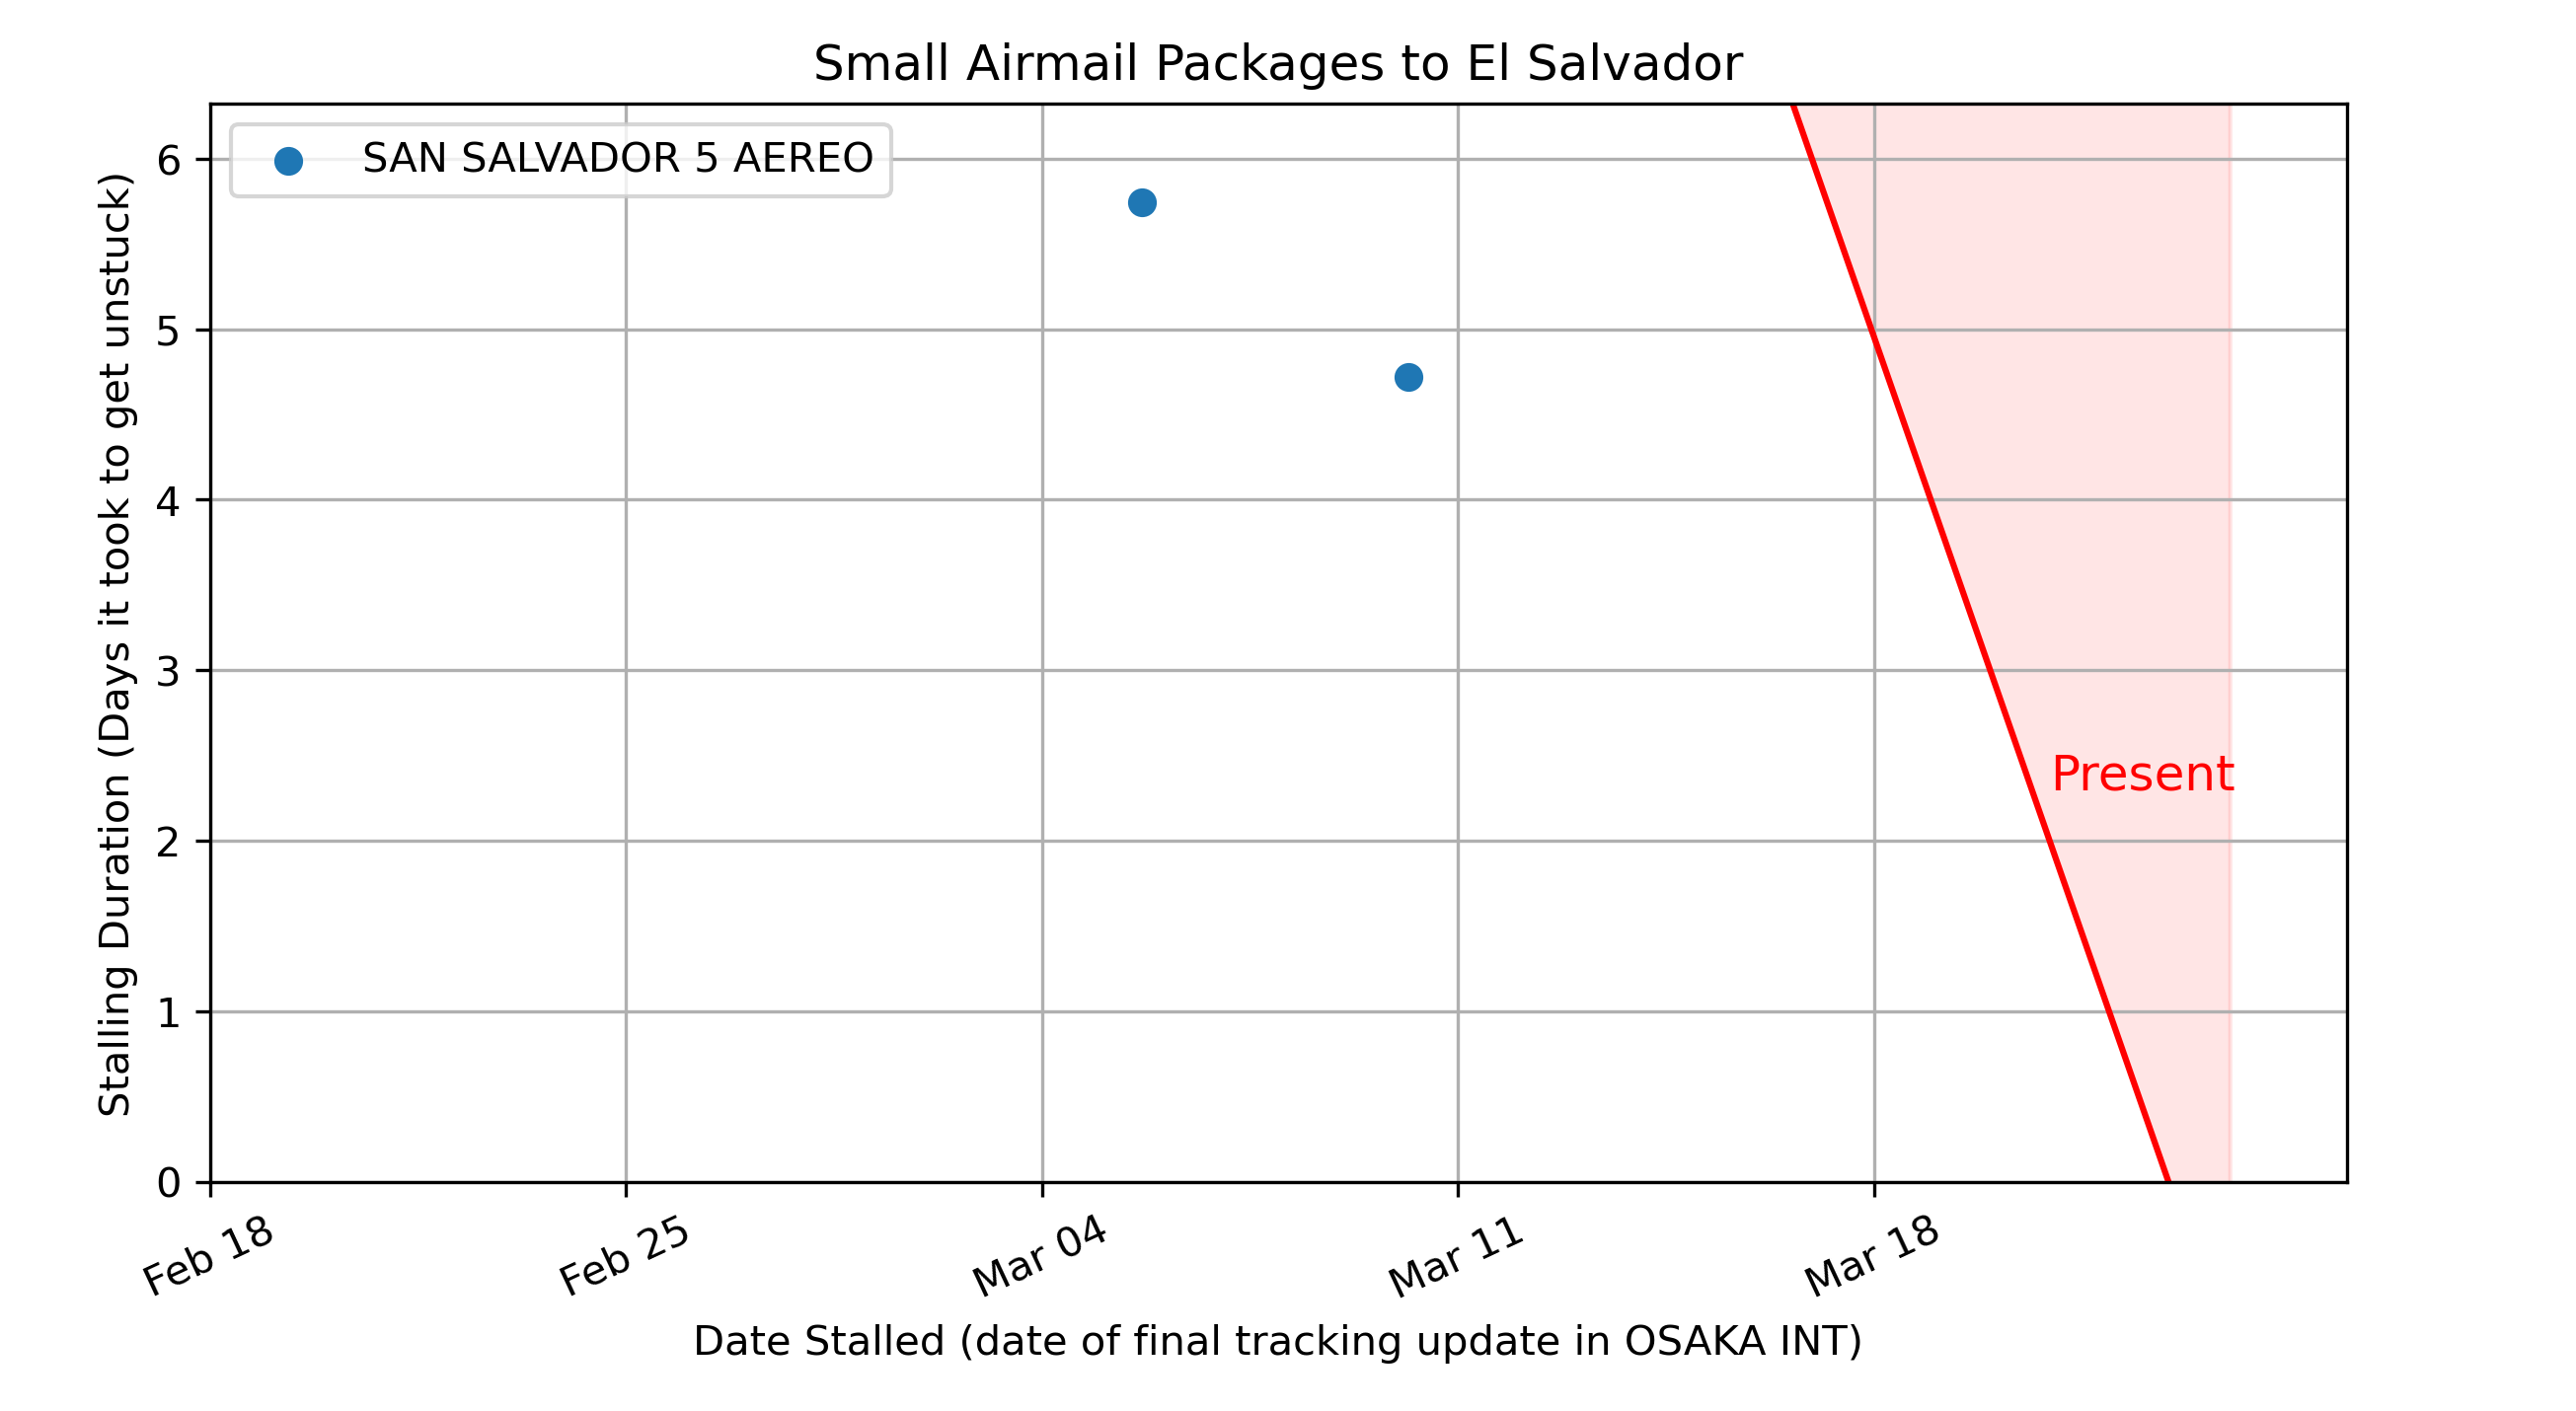 Small Airmail Packages to El Salvador
SAN SALVADOR 5 AEREO
Stalling Duration (Days it took to get unstuck)
6
5
4
3
2
1
0
Present
Feb 18
Feb 25
Mar 04
Mar 11
Mar 18
Date Stalled (date of final tracking update in OSAKA INT)